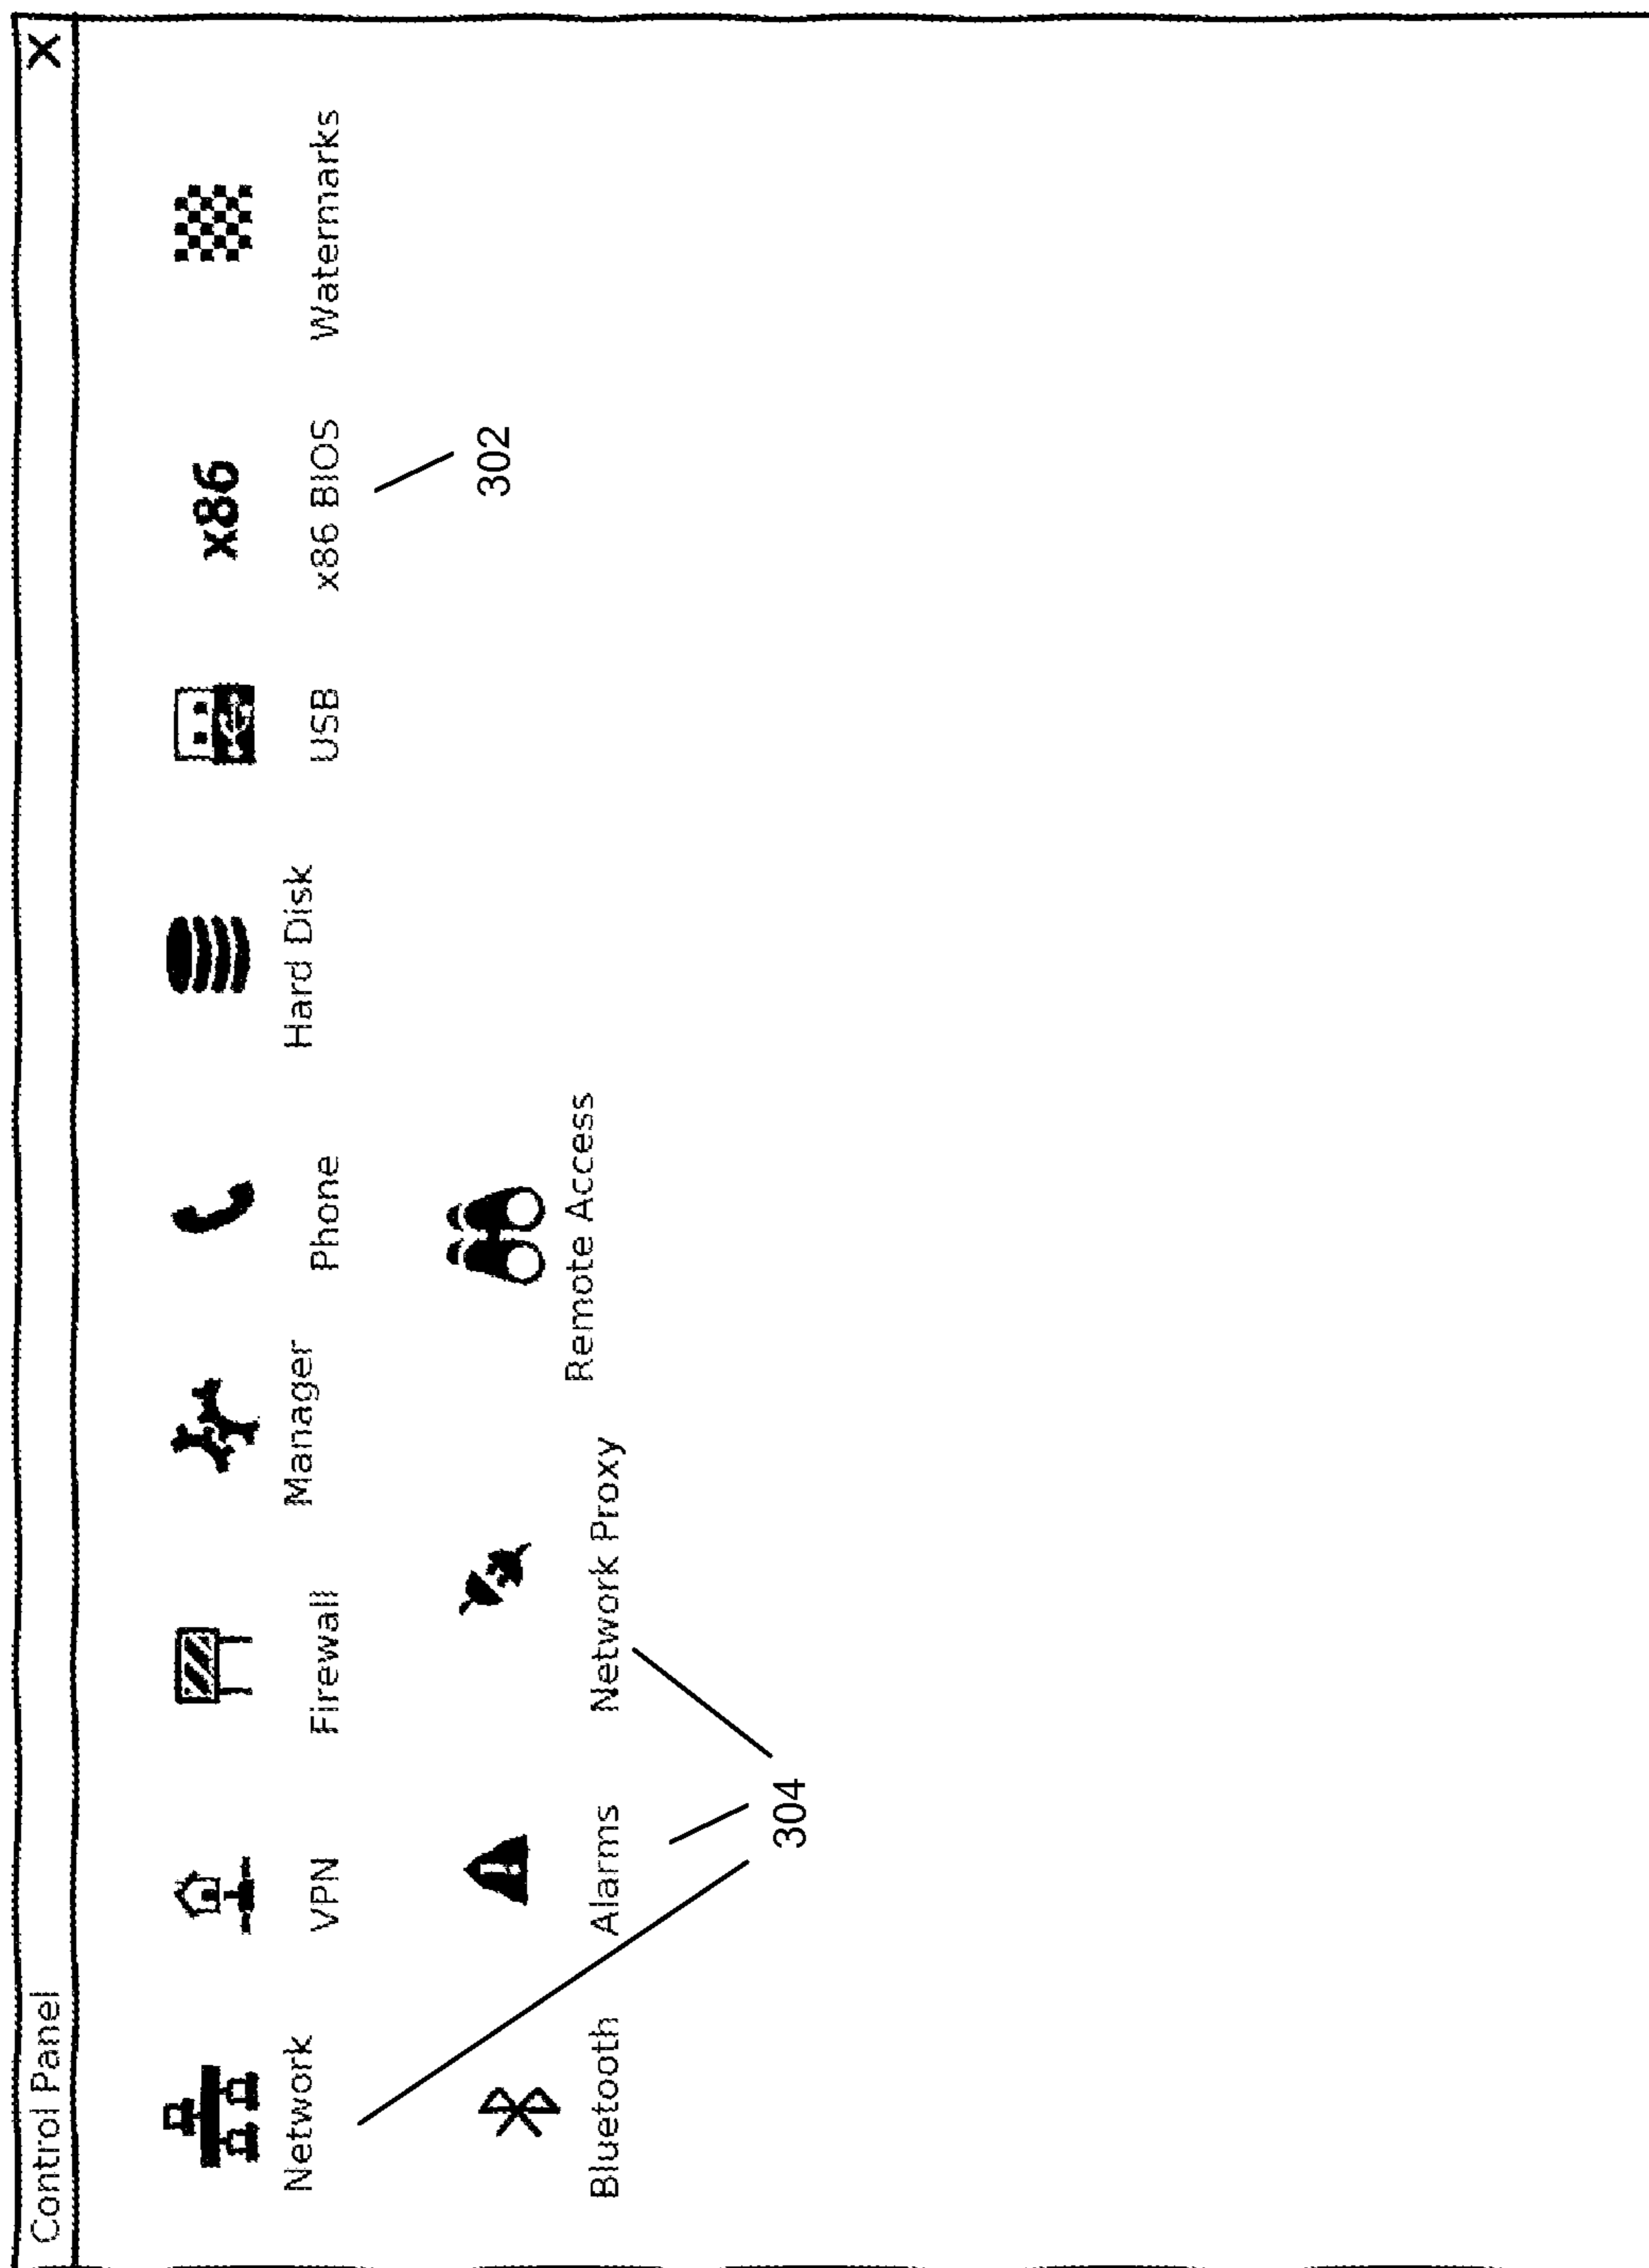 Control Panel X
Network VPN Firewall Manager Phone Hard Disk USB x86 x86 BIOS Watermarks
302
Bluetooth Alarms Network Proxy Remote Access
304